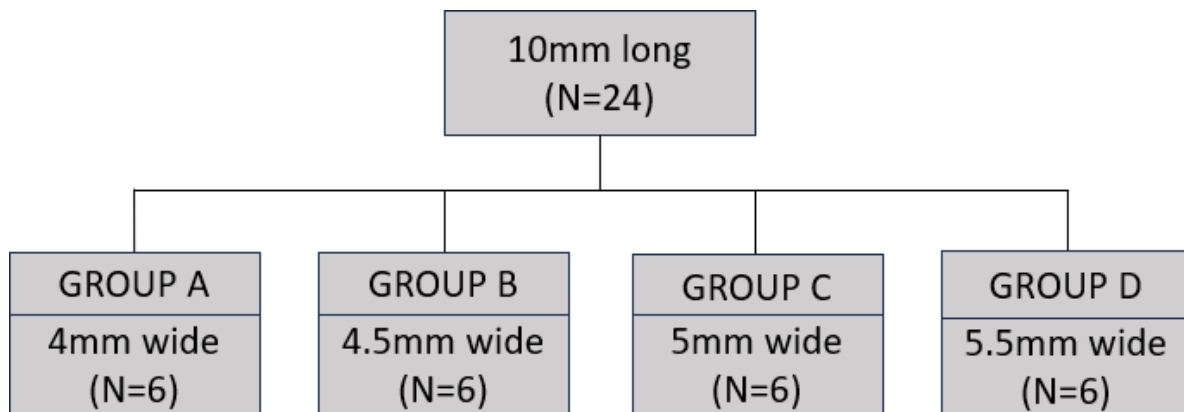 10mm long
(N=24)
GROUP A
4mm wide
(N=6)
GROUP B
4.5mm wide
(N=6)
GROUP C
5mm wide
(N=6)
GROUP D
5.5mm wide
(N=6)